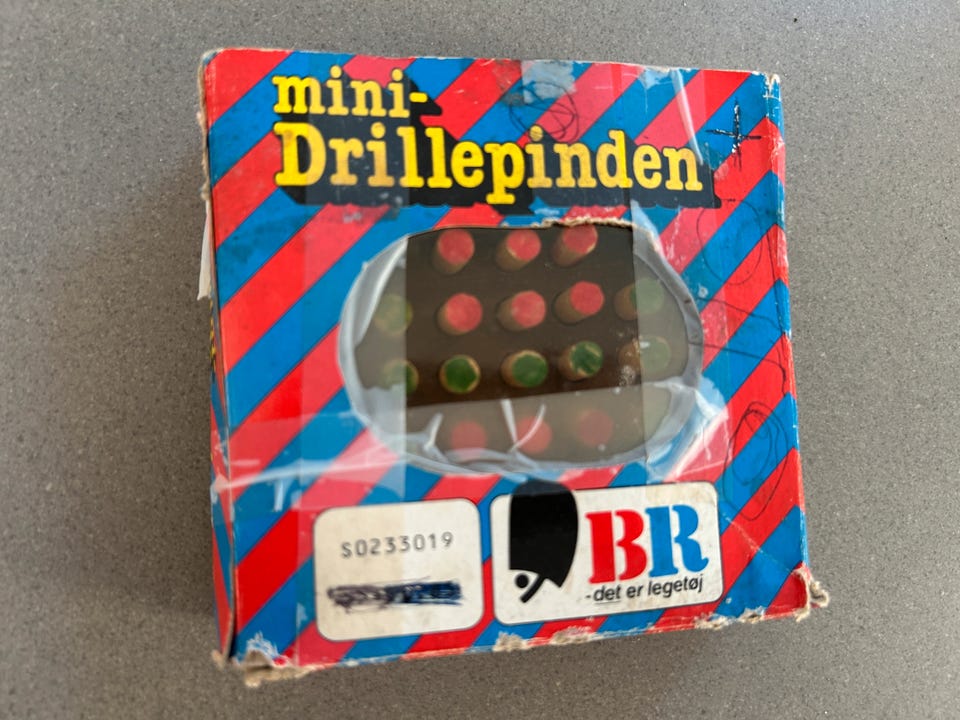 mini-
Drillepinden
S0233019
BR
-det er legetøj